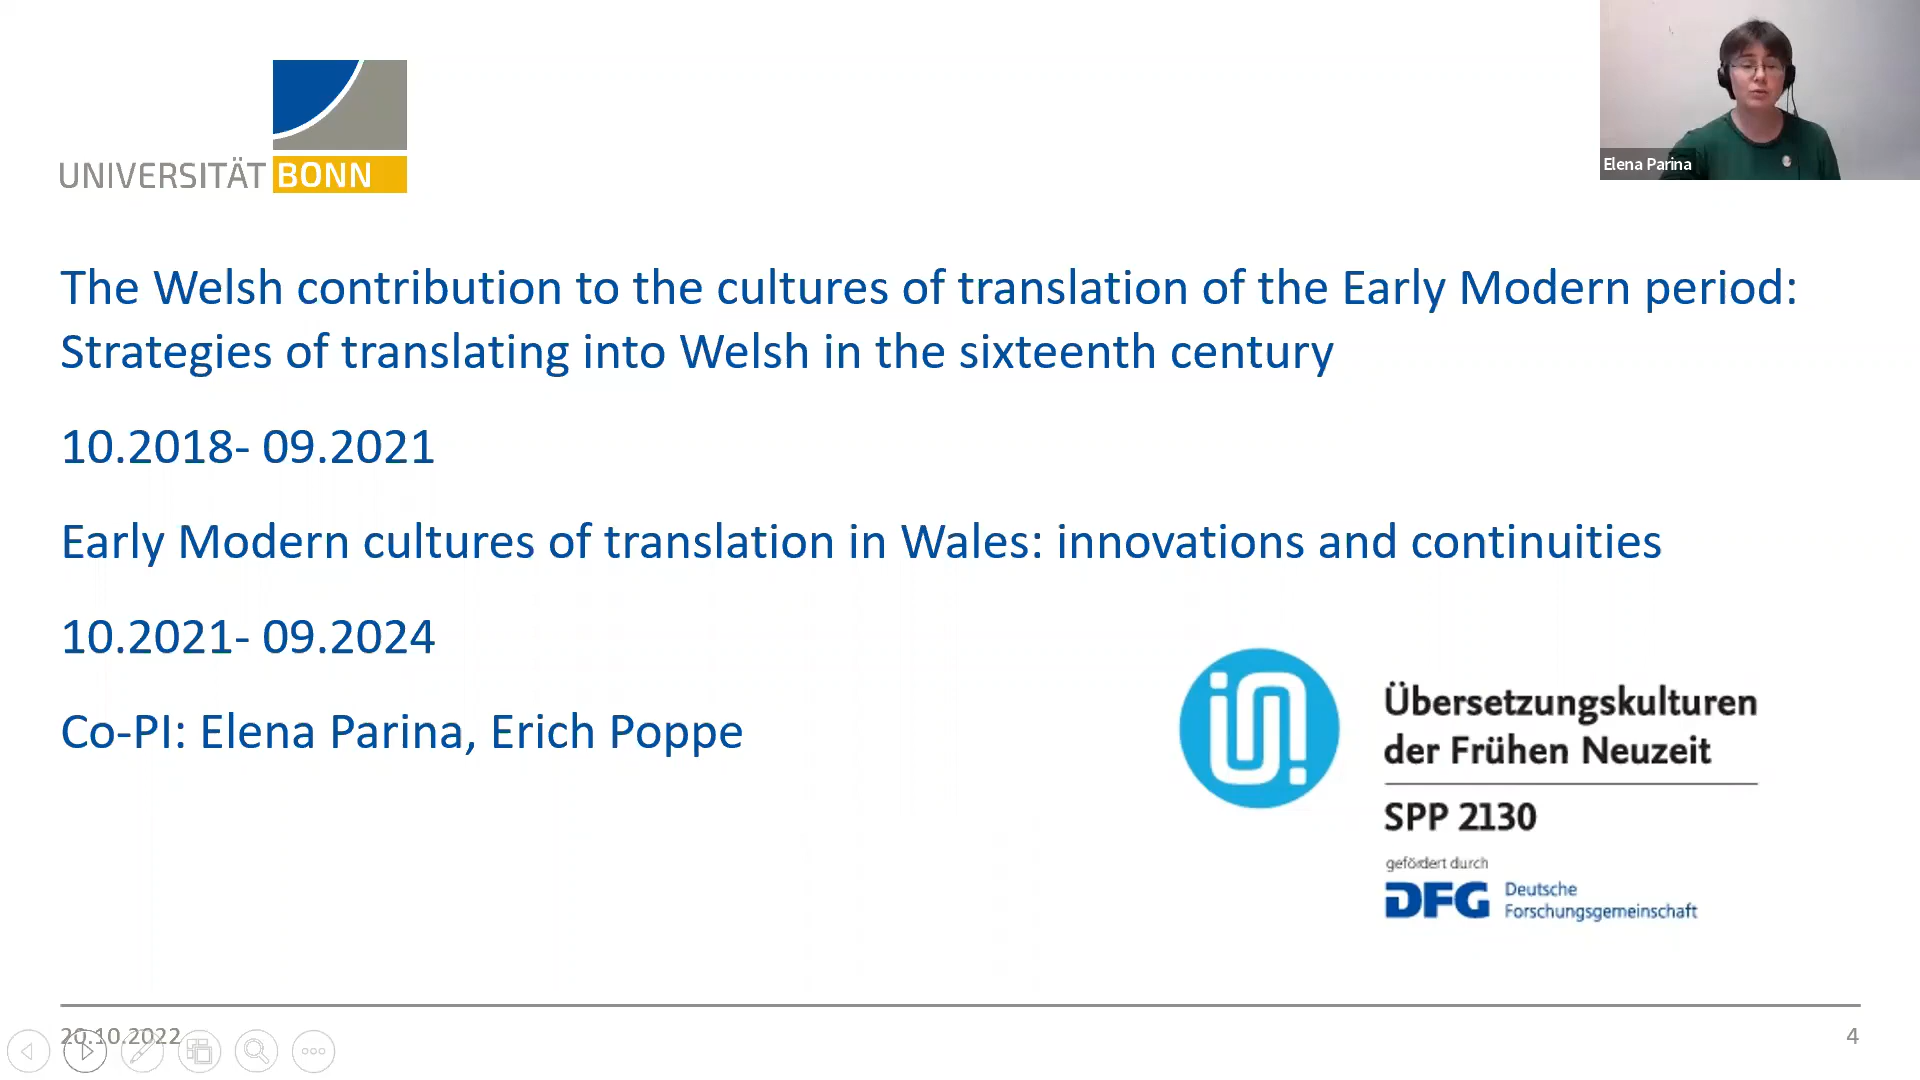 UNIVERSITÄT BONN
Elena Parina
The Welsh contribution to the cultures of translation of the Early Modern period:
Strategies of translating into Welsh in the sixteenth century
10.2018- 09.2021
Early Modern cultures of translation in Wales: innovations and continuities
10.2021- 09.2024
Co-PI: Elena Parina, Erich Poppe
Übersetzungskulturen
der Frühen Neuzeit
SPP 2130
gefördert durch
DFG Deutsche
Forschungsgemeinschaft
20.10.2022
4